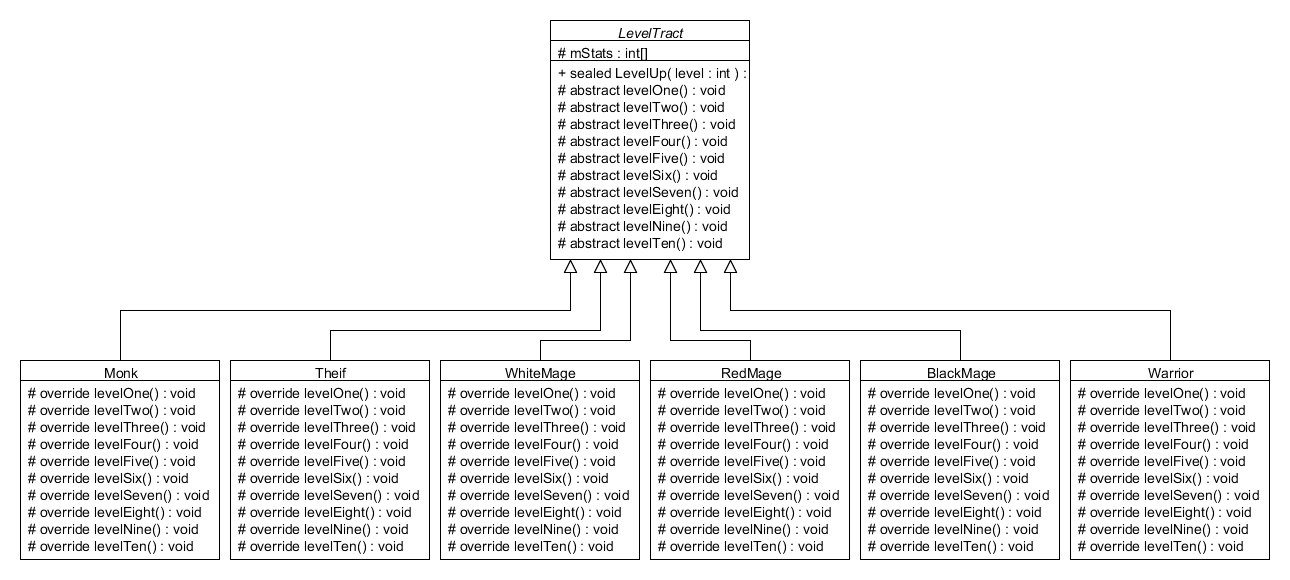 LevelTract
# mStats : int[]
+ sealed LevelUp( level : int ) :
# abstract levelOne() : void
# abstract levelTwo() : void
# abstract levelThree() : void
# abstract levelFour() : void
# abstract levelFive() : void
# abstract levelSix() : void
# abstract levelSeven() : void
# abstract levelEight() : void
# abstract levelNine() : void
# abstract levelTen() : void
Monk
# override levelOne() : void
# override levelTwo() : void
# override levelThree() : void
# override levelFour() : void
# override levelFive() : void
# override levelSix() : void
# override levelSeven() : void
# override levelEight() : void
# override levelNine() : void
# override levelTen() : void
Theif
# override levelOne() : void
# override levelTwo() : void
# override levelThree() : void
# override levelFour() : void
# override levelFive() : void
# override levelSix() : void
# override levelSeven() : void
# override levelEight() : void
# override levelNine() : void
# override levelTen() : void
WhiteMage
# override levelOne() : void
# override levelTwo() : void
# override levelThree() : void
# override levelFour() : void
# override levelFive() : void
# override levelSix() : void
# override levelSeven() : void
# override levelEight() : void
# override levelNine() : void
# override levelTen() : void
RedMage
# override levelOne() : void
# override levelTwo() : void
# override levelThree() : void
# override levelFour() : void
# override levelFive() : void
# override levelSix() : void
# override levelSeven() : void
# override levelEight() : void
# override levelNine() : void
# override levelTen() : void
BlackMage
# override levelOne() : void
# override levelTwo() : void
# override levelThree() : void
# override levelFour() : void
# override levelFive() : void
# override levelSix() : void
# override levelSeven() : void
# override levelEight() : void
# override levelNine() : void
# override levelTen() : void
Warrior
# override levelOne() : void
# override levelTwo() : void
# override levelThree() : void
# override levelFour() : void
# override levelFive() : void
# override levelSix() : void
# override levelSeven() : void
# override levelEight() : void
# override levelNine() : void
# override levelTen() : void